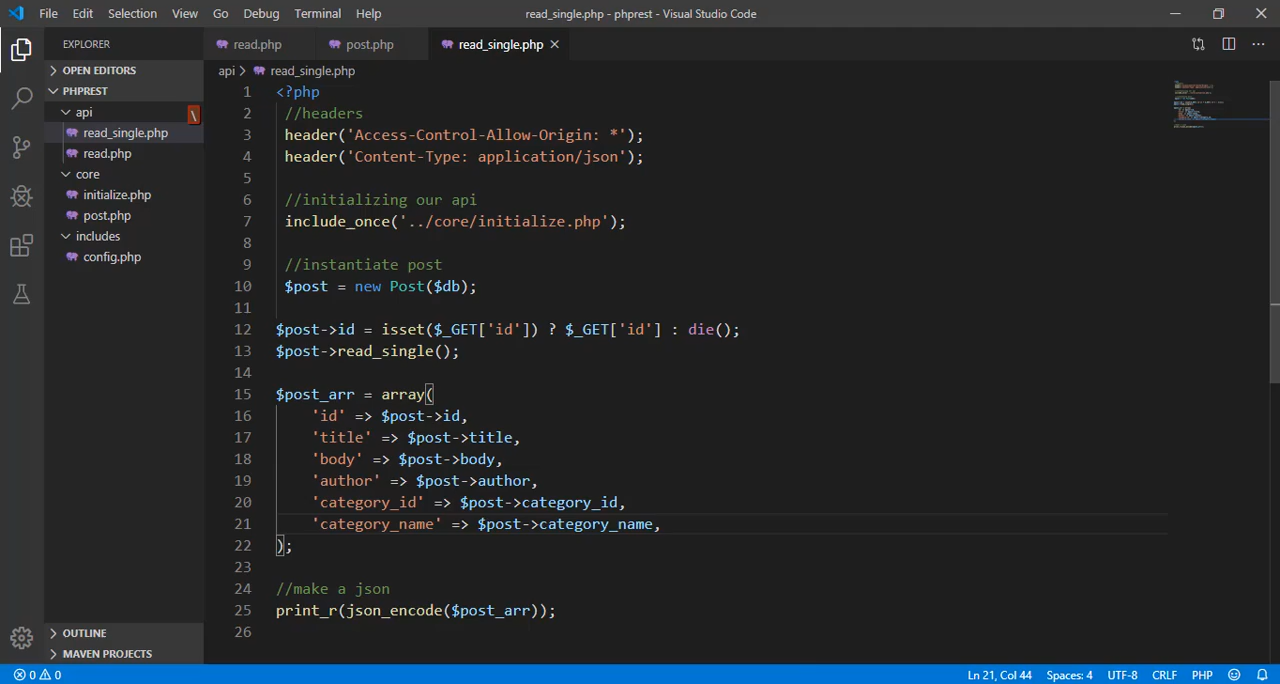 File Edit Selection View Go Debug Terminal Help read_single.php - phprest - Visual Studio Code
EXPLORER
OPEN EDITORS
PHPREST
api \
read_single.php
read.php
core
initialize.php
post.php
includes
config.php
OUTLINE
MAVEN PROJECTS
read.php post.php read_single.php
api > read_single.php
1 <?php
2 //headers
3 header('Access-Control-Allow-Origin: *');
4 header('Content-Type: application/json');
5
6 //initializing our api
7 include_once('../core/initialize.php');
8
9 //instantiate post
10 $post = new Post($db);
11
12 $post->id = isset($_GET['id']) ? $_GET['id'] : die();
13 $post->read_single();
14
15 $post_arr = array(
16 'id' => $post->id,
17 'title' => $post->title,
18 'body' => $post->body,
19 'author' => $post->author,
20 'category_id' => $post->category_id,
21 'category_name' => $post->category_name,
22 );
23
24 //make a json
25 print_r(json_encode($post_arr));
26
0 0 Ln 21, Col 44 Spaces: 4 UTF-8 CRLF PHP